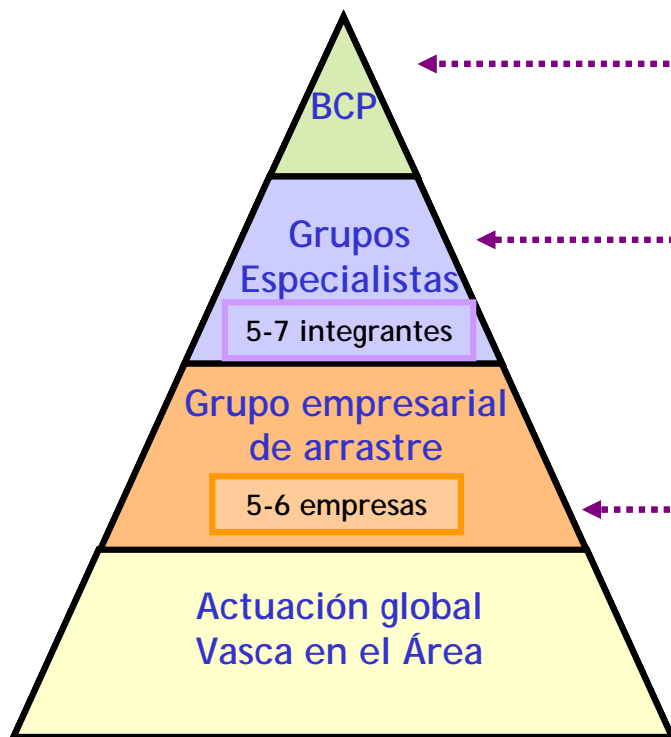 BCP
Grupos
Especialistas
5-7 integrantes
Grupo empresarial
de arrastre
5-6 empresas
Actuación global
Vasca en el Área